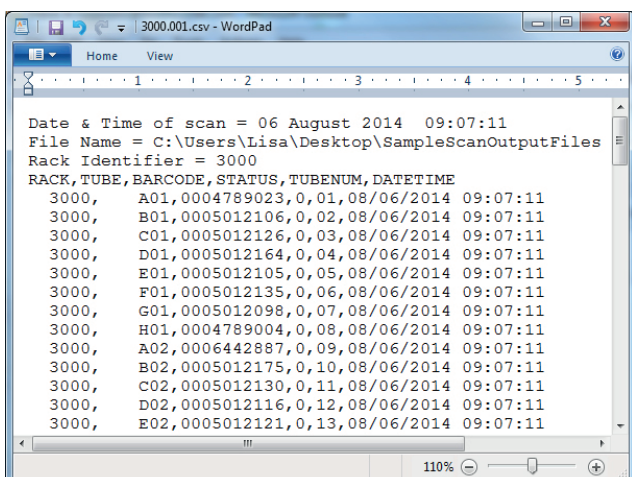 3000.001.csv - WordPad
Home View
1 2 3 4 5
Date & Time of scan = 06 August 2014  09:07:11
File Name = C:\Users\Lisa\Desktop\SampleScanOutputFiles
Rack Identifier = 3000
RACK,TUBE,BARCODE,STATUS,TUBENUM,DATETIME
3000,    A01,0004789023,0,01,08/06/2014 09:07:11
3000,    B01,0005012106,0,02,08/06/2014 09:07:11
3000,    C01,0005012126,0,03,08/06/2014 09:07:11
3000,    D01,0005012164,0,04,08/06/2014 09:07:11
3000,    E01,0005012105,0,05,08/06/2014 09:07:11
3000,    F01,0005012135,0,06,08/06/2014 09:07:11
3000,    G01,0005012098,0,07,08/06/2014 09:07:11
3000,    H01,0004789004,0,08,08/06/2014 09:07:11
3000,    A02,0006442887,0,09,08/06/2014 09:07:11
3000,    B02,0005012175,0,10,08/06/2014 09:07:11
3000,    C02,0005012130,0,11,08/06/2014 09:07:11
3000,    D02,0005012116,0,12,08/06/2014 09:07:11
3000,    E02,0005012121,0,13,08/06/2014 09:07:11
110%